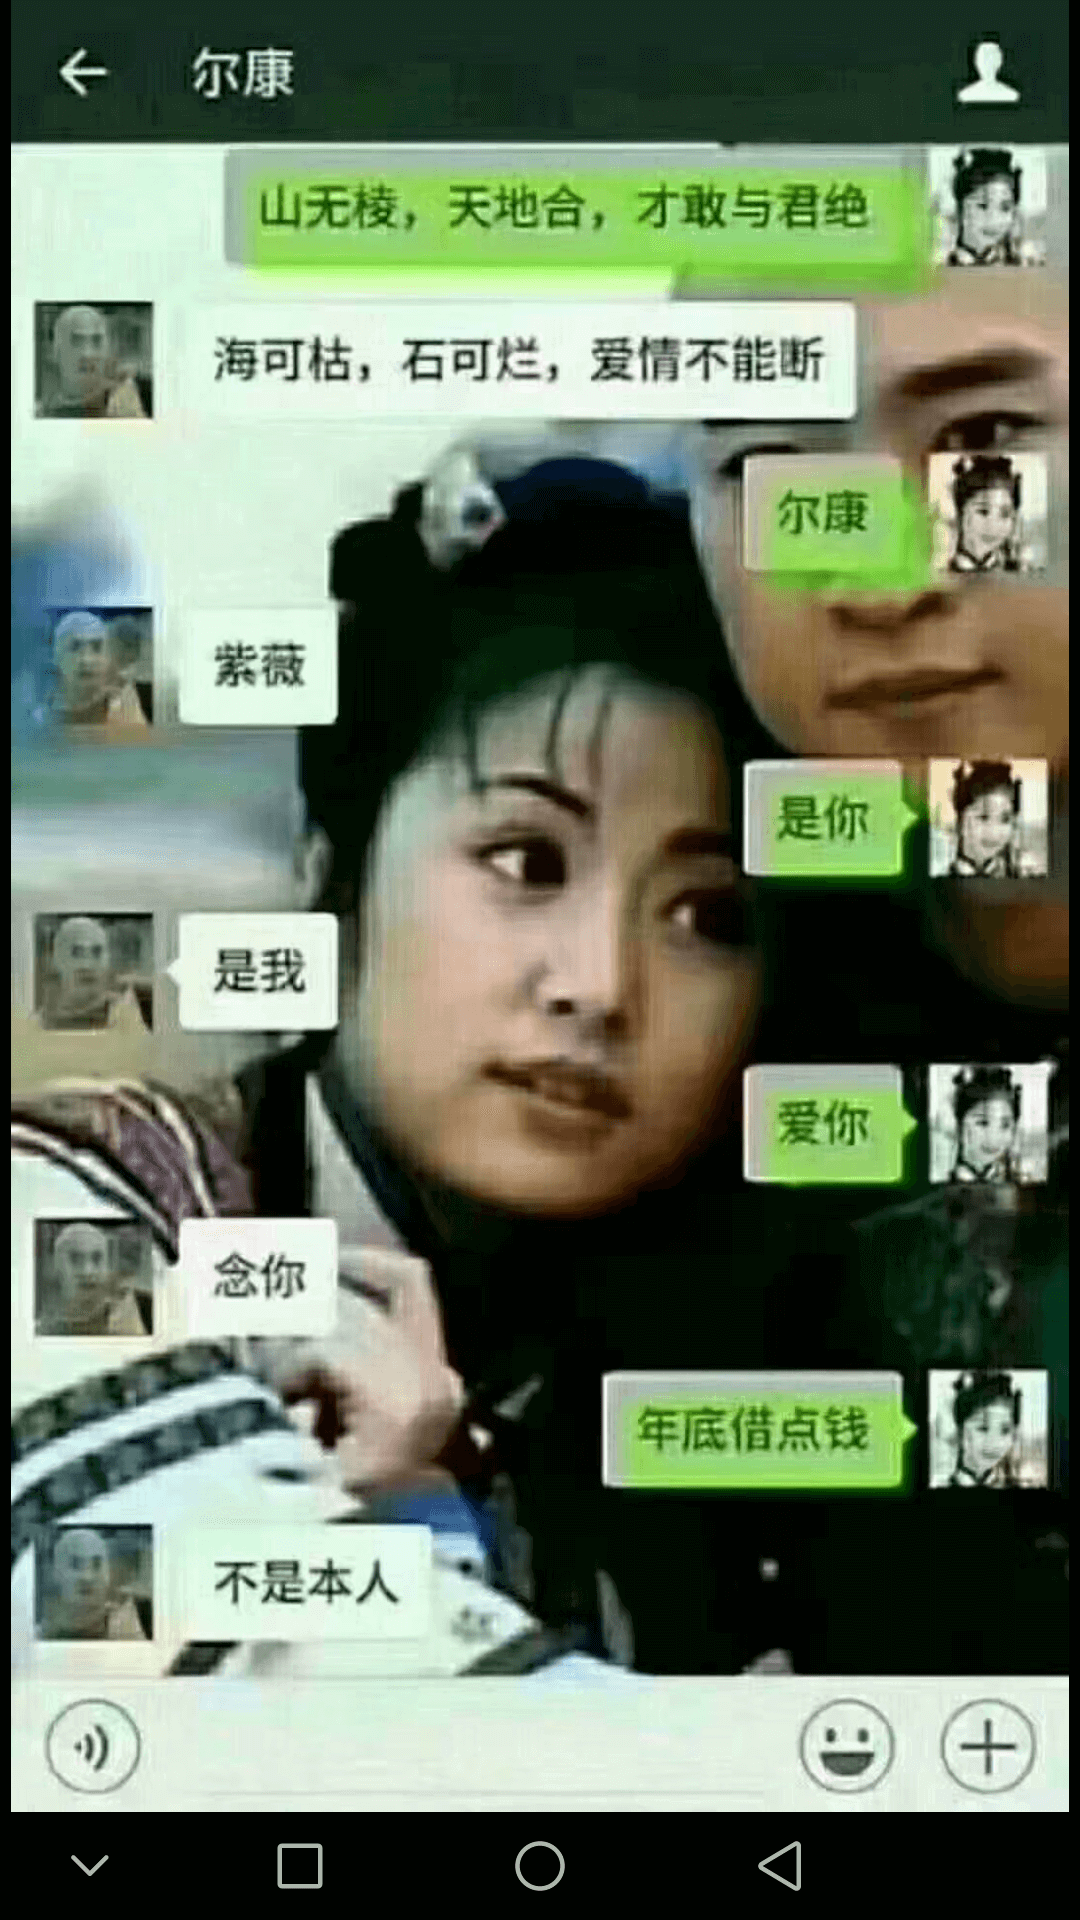 尔康
山无棱，天地合，才敢与君绝
海可枯，石可烂，爱情不能断
尔康
紫薇
是你
是我
爱你
念你
年底借点钱
不是本人